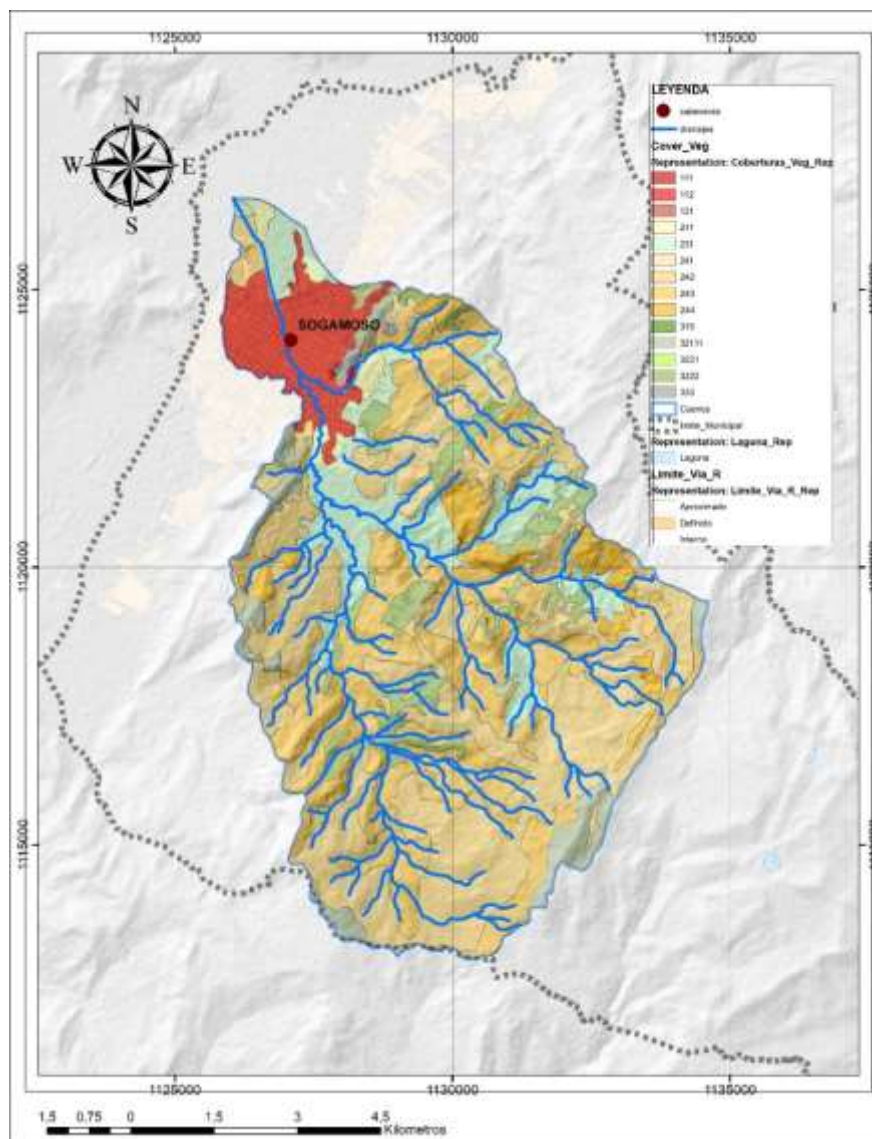 1125000 1130000 1135000
N
W E
S
LEYENDA
drenajes
Cover_Veg
Representation: Coberturas_Veg_Rep
111
112
121
211
231
241
242
243
244
315
32111
3221
3222
333
Cuenca
limite_Municipal
Representation: Laguna_Rep
Laguna
Limite_Via_R
Representation: Limite_Via_R_Rep
Aproximado
Definido
Interno
1125000
SOGAMOSO
1120000
1115000
1125000 1130000 1135000
1,5 0,75 0 1,5 3 4,5
Kilometros